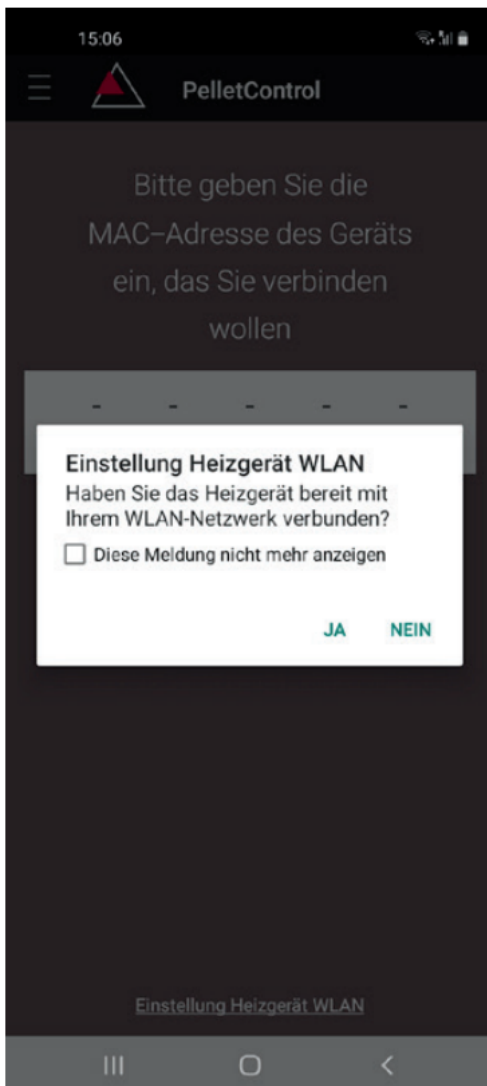 15:06
PelletControl
Bitte geben Sie die
MAC–Adresse des Geräts
ein, das Sie verbinden
wollen
- - - - -
Einstellung Heizgerät WLAN
Haben Sie das Heizgerät bereit mit
Ihrem WLAN-Netzwerk verbunden?
Diese Meldung nicht mehr anzeigen
JA NEIN
Einstellung Heizgerät WLAN